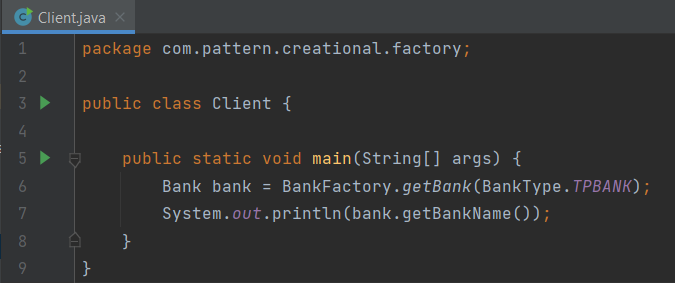 Client.java
1 package com.pattern.creational.factory;
2
3 public class Client {
4
5 public static void main(String[] args) {
6 Bank bank = BankFactory.getBank(BankType.TPBANK);
7 System.out.println(bank.getBankName());
8 }
9 }